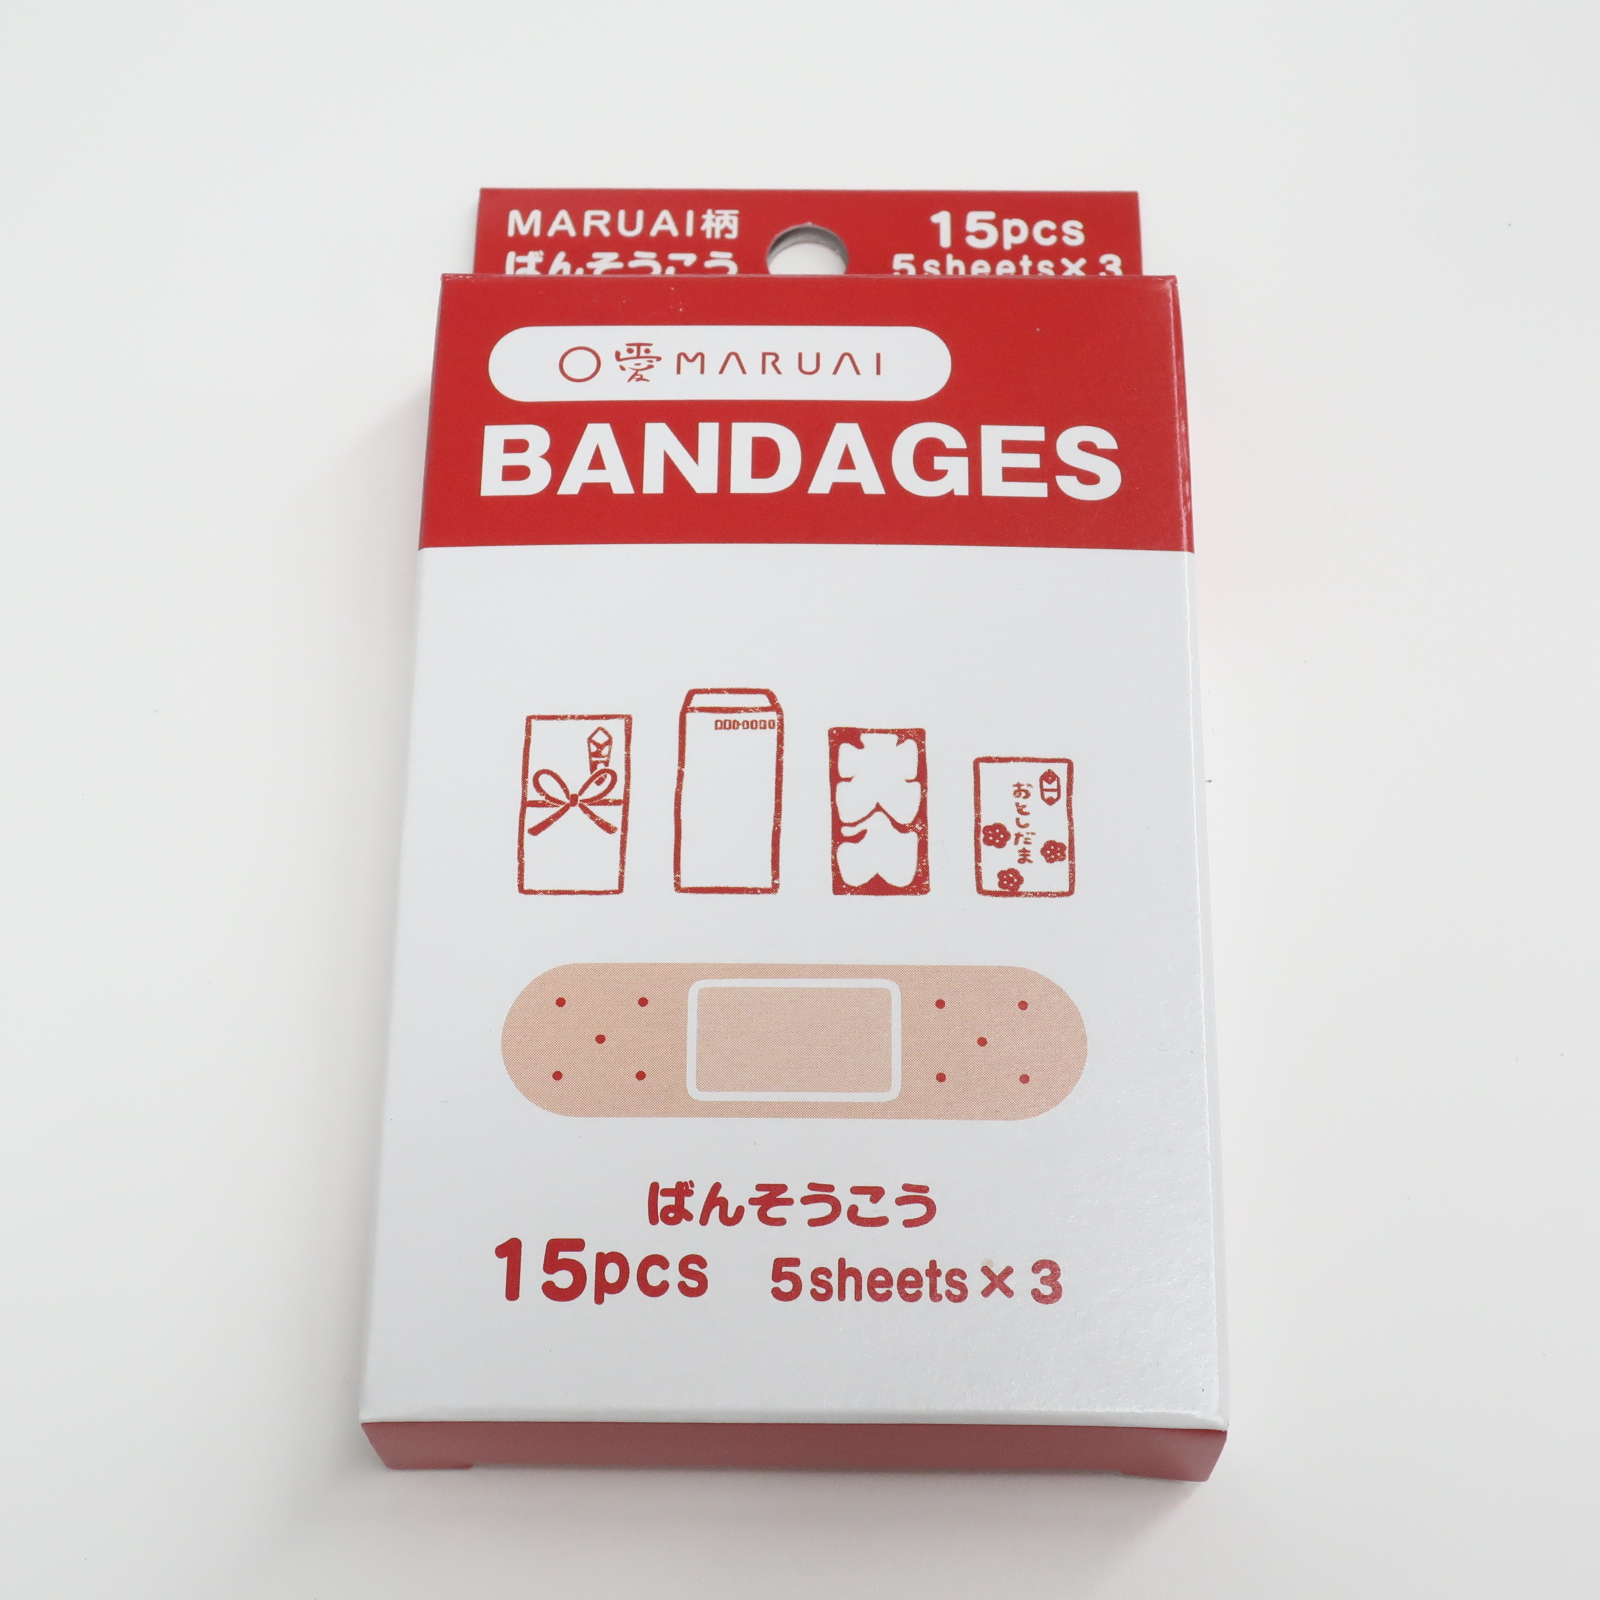 MARUAI柄
ばんそうこう
15pcs
5sheets×3
〇愛MARUAI
BANDAGES
おとしだま
ばんそうこう
15pcs 5sheets×3